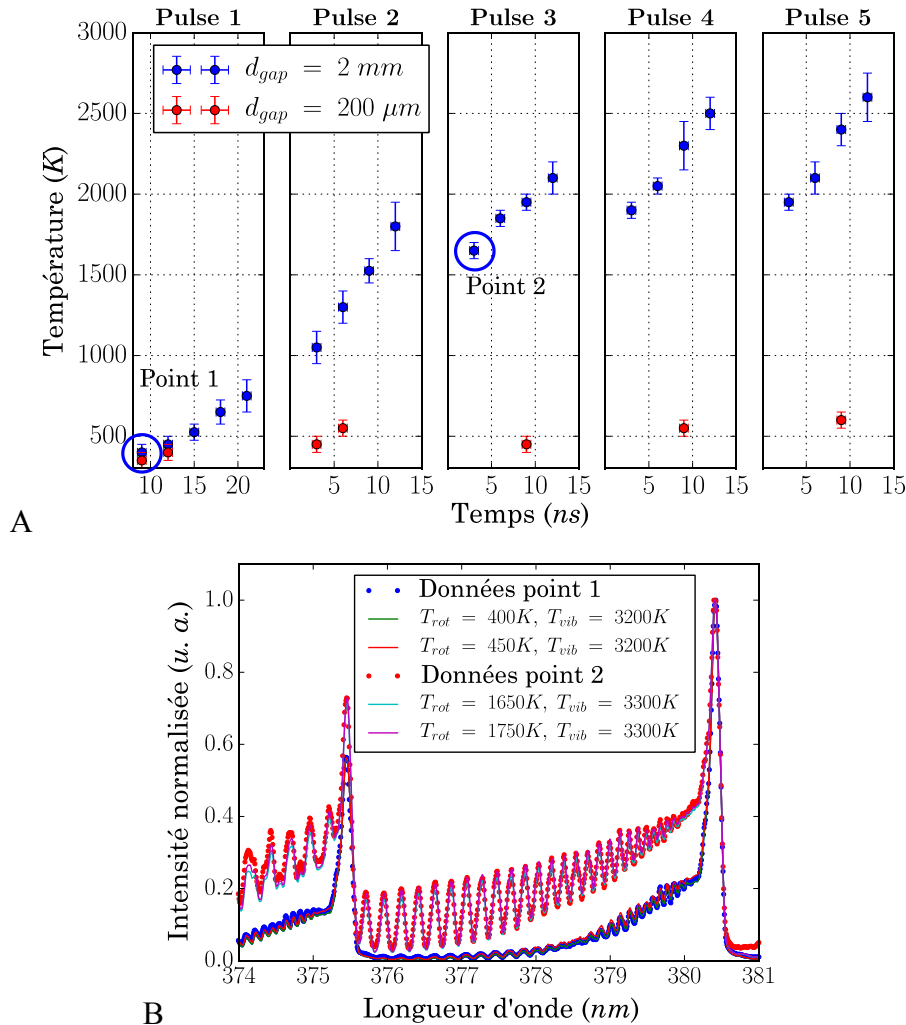 Pulse 1 Pulse 2 Pulse 3 Pulse 4 Pulse 5
3000
2500
2000
1500
1000
500
Température (K)
d_gap = 2 mm
d_gap = 200 μm
Point 1
Point 2
10 15 20 5 10 15 5 10 15 5 10 15 5 10 15
Temps (ns)
A
Intensité normalisée (u. a.)
1.0
0.8
0.6
0.4
0.2
0.0
Données point 1
T_rot = 400K, T_vib = 3200K
T_rot = 450K, T_vib = 3200K
Données point 2
T_rot = 1650K, T_vib = 3300K
T_rot = 1750K, T_vib = 3300K
374 375 376 377 378 379 380 381
Longueur d'onde (nm)
B